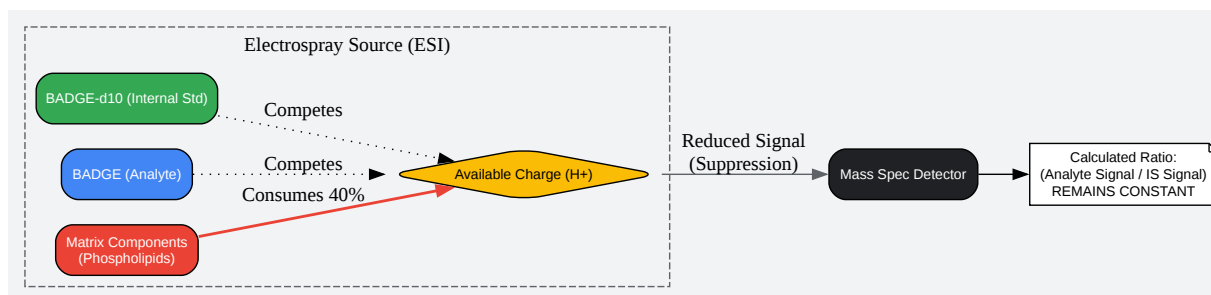 Electrospray Source (ESI)
BADGE-d10 (Internal Std)
Competes
BADGE (Analyte)
Competes
Consumes 40%
Matrix Components
(Phospholipids)
Available Charge (H+)
Reduced Signal
(Suppression)
Mass Spec Detector
Calculated Ratio:
(Analyte Signal / IS Signal)
REMAINS CONSTANT